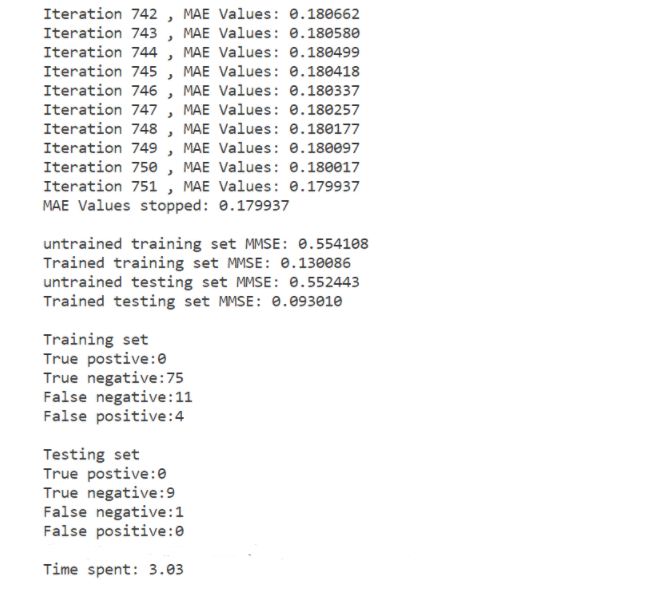 Iteration 742 , MAE Values: 0.180662
Iteration 743 , MAE Values: 0.180580
Iteration 744 , MAE Values: 0.180499
Iteration 745 , MAE Values: 0.180418
Iteration 746 , MAE Values: 0.180337
Iteration 747 , MAE Values: 0.180257
Iteration 748 , MAE Values: 0.180177
Iteration 749 , MAE Values: 0.180097
Iteration 750 , MAE Values: 0.180017
Iteration 751 , MAE Values: 0.179937
MAE Values stopped: 0.179937
untrained training set MMSE: 0.554108
Trained training set MMSE: 0.130086
untrained testing set MMSE: 0.552443
Trained testing set MMSE: 0.093010
Training set
True postive:0
True negative:75
False negative:11
False positive:4
Testing set
True postive:0
True negative:9
False negative:1
False positive:0
Time spent: 3.03